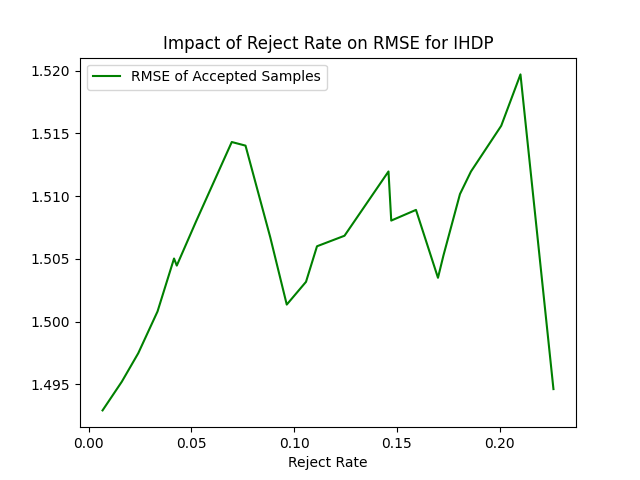 Impact of Reject Rate on RMSE for IHDP
RMSE of Accepted Samples
1.520
1.515
1.510
1.505
1.500
1.495
0.00 0.05 0.10 0.15 0.20
Reject Rate